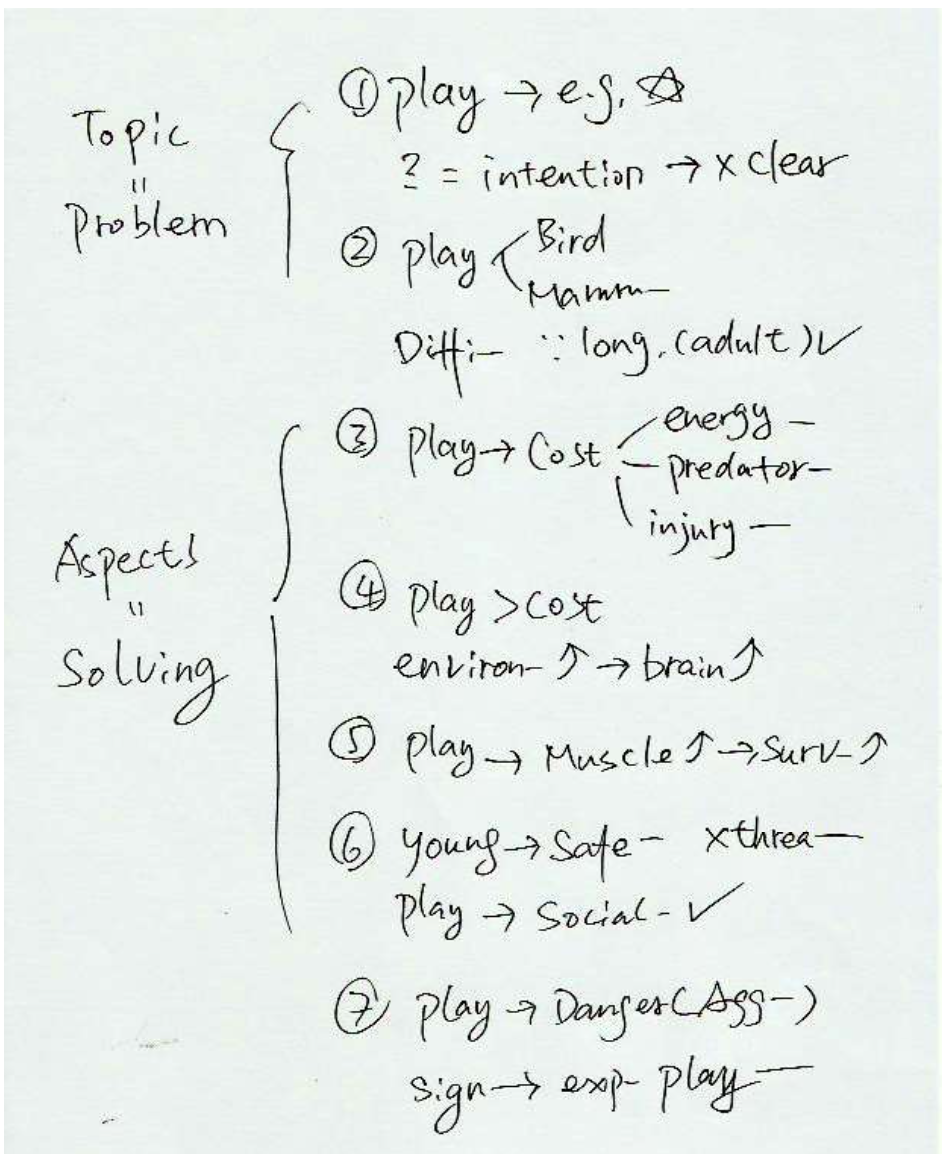 Topic
=
Problem
① play → e.g. ☆
? = intention → x clear
② play < Bird
Mamm—
Diffi— ∵ long. (adult) ✓
Aspects
=
Solving
③ play → Cost energy —
— predator —
injury —
④ play > cost
environ— ↑ → brain ↑
⑤ play → Muscle ↑ → Surv— ↑
⑥ young → Safe — x threa—
play → Social — ✓
⑦ play → Danger (Agg—)
sign → exp— play —